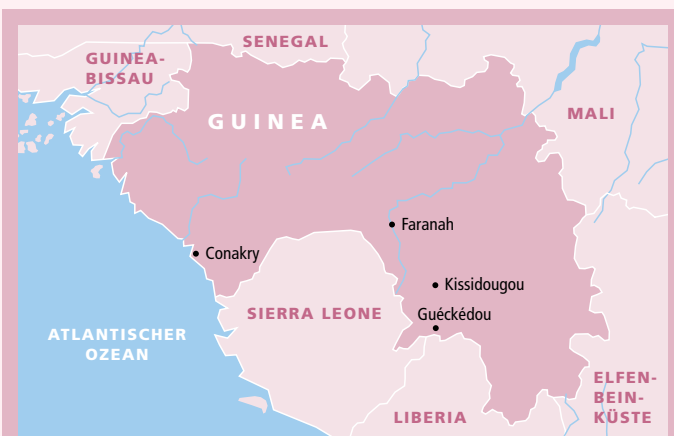 SENEGAL
GUINEA-
BISSAU
GUINEA
MALI
Faranah
Conakry
Kissidougou
SIERRA LEONE
Guéckédou
ATLANTISCHER
OZEAN
ELFEN-
BEIN-
KÜSTE
LIBERIA